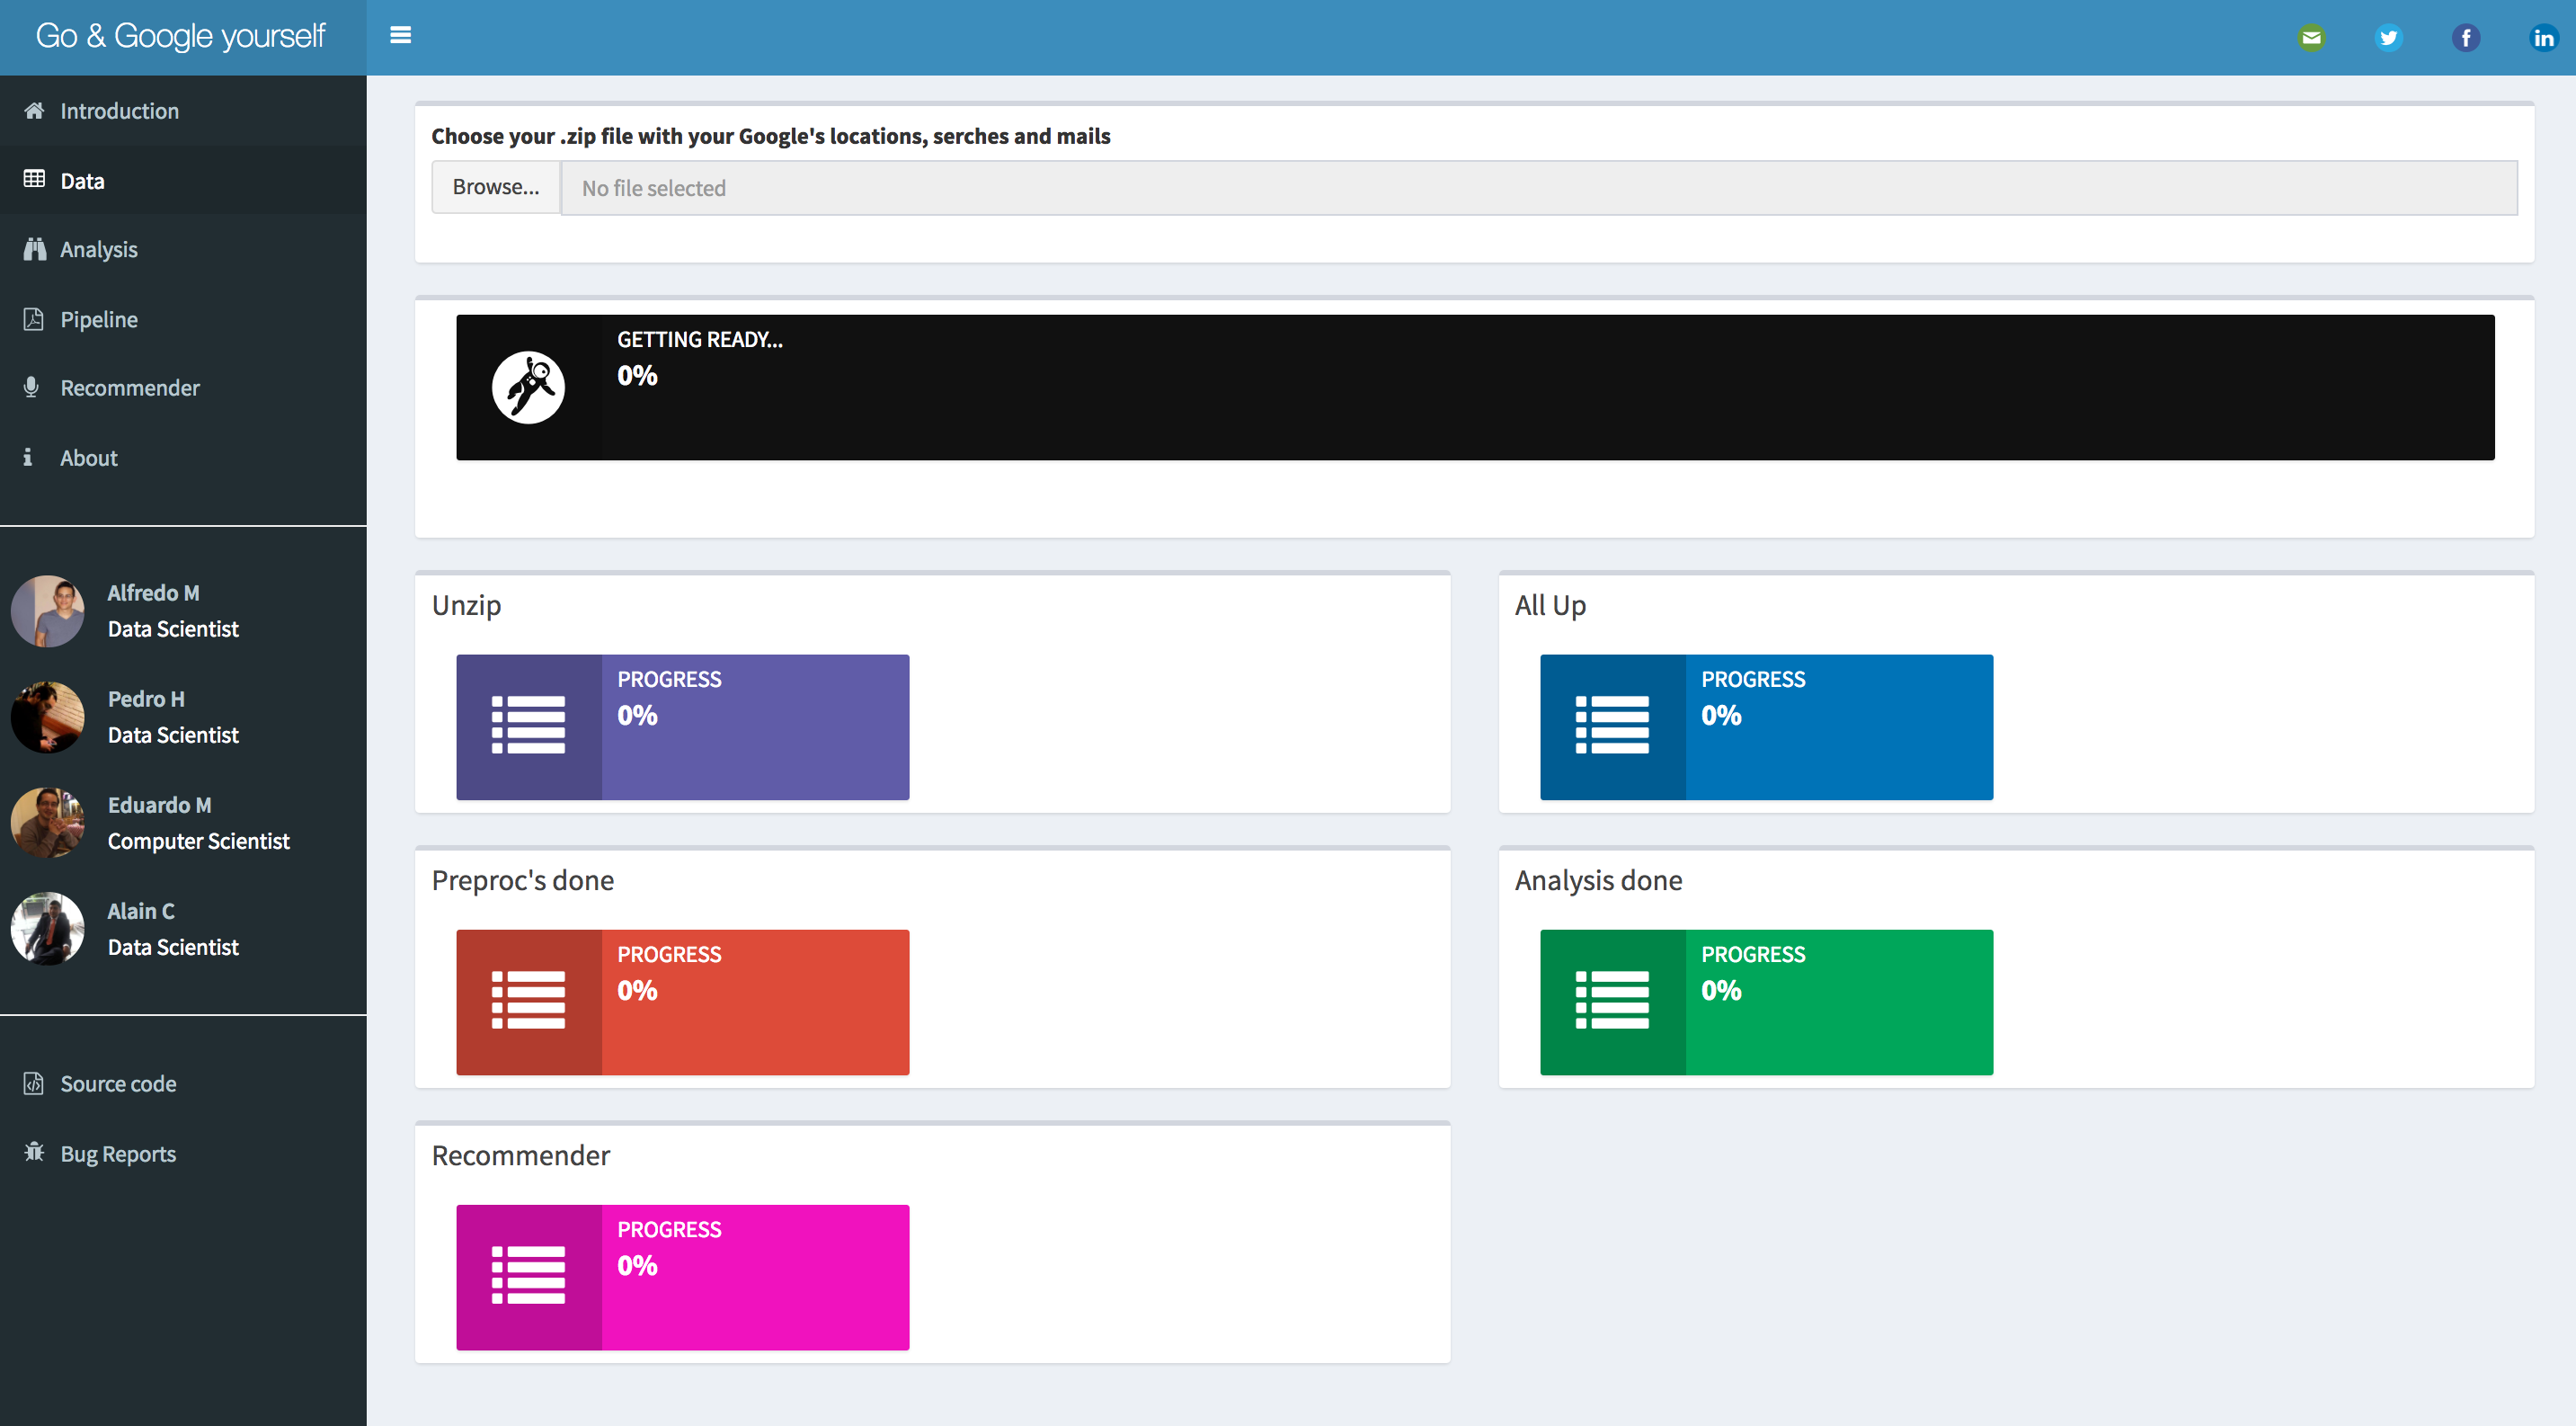 Go & Google yourself
Introduction
Data
Analysis
Pipeline
Recommender
About
Alfredo M
Data Scientist
Pedro H
Data Scientist
Eduardo M
Computer Scientist
Alain C
Data Scientist
Source code
Bug Reports
Choose your .zip file with your Google's locations, serches and mails
Browse... No file selected
GETTING READY...
0%
Unzip
PROGRESS
0%
All Up
PROGRESS
0%
Preproc's done
PROGRESS
0%
Analysis done
PROGRESS
0%
Recommender
PROGRESS
0%